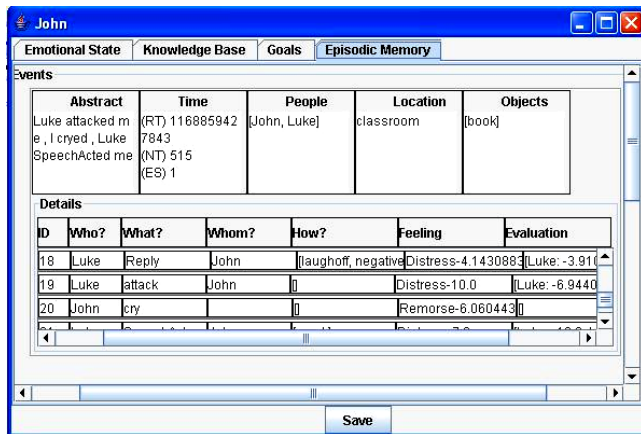 John
Emotional State Knowledge Base Goals Episodic Memory
Events
Abstract Time People Location Objects
Luke attacked m (RT) 116885942 [John, Luke] classroom [book]
e , I cryed , Luke 7843
SpeechActed me (NT) 515
(ES) 1
Details
ID Who? What? Whom? How? Feeling Evaluation
18 Luke Reply John [laughoff, negative Distress-4.1430883 [Luke: -3.910
19 Luke attack John [] Distress-10.0 [Luke: -6.9440
20 John cry [] Remorse-6.060443 []
Save